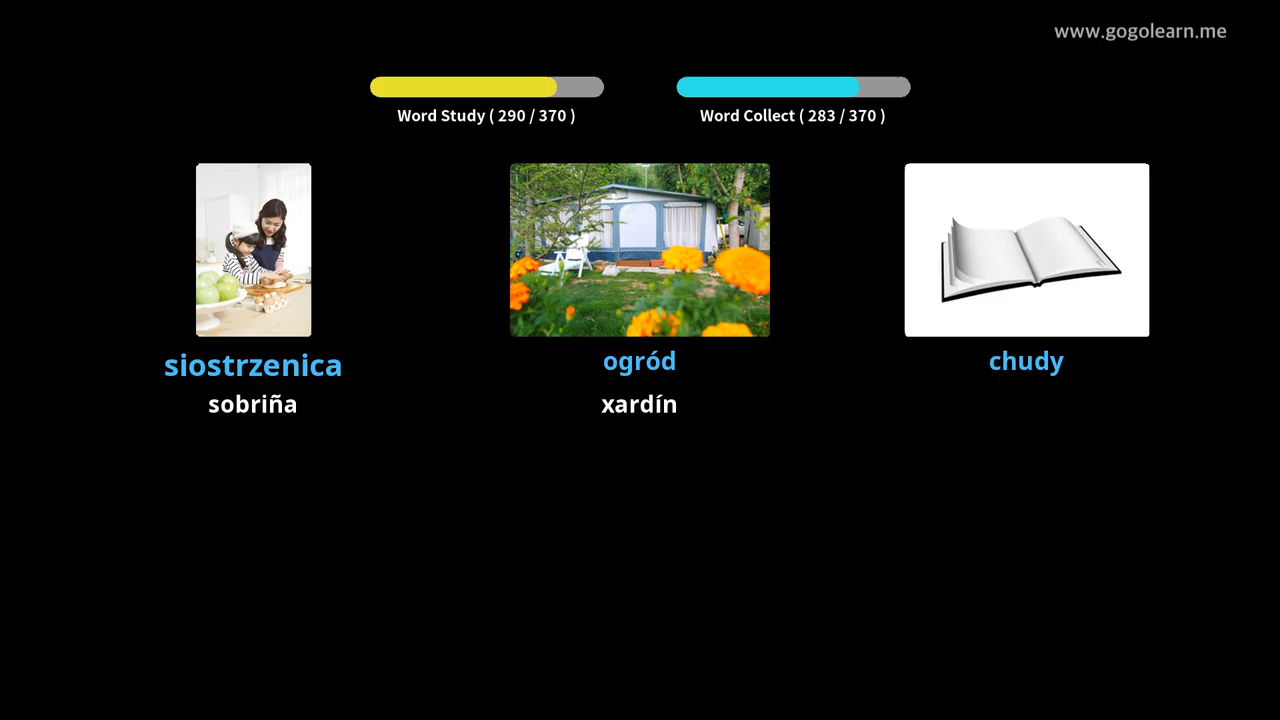 www.gogolearn.me
Word Study ( 290 / 370 )
Word Collect ( 283 / 370 )
siostrzenica
sobriña
ogród
xardín
chudy